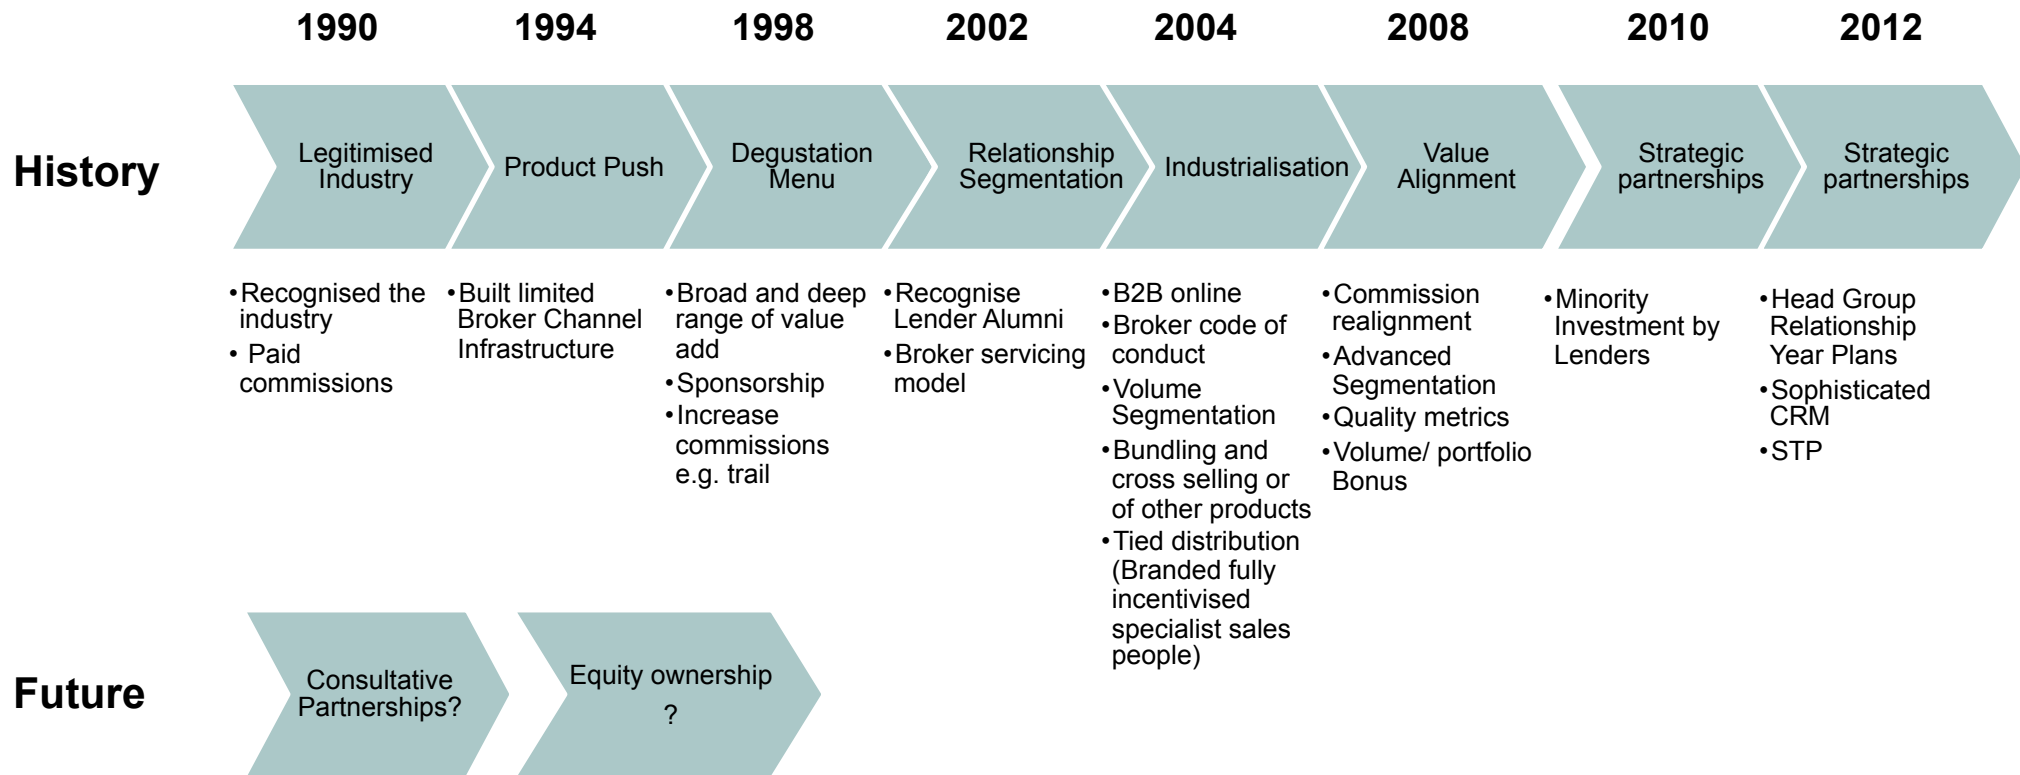 1990 1994 1998 2002 2004 2008 2010 2012
History
Legitimised
Industry
Product Push
Degustation
Menu
Relationship
Segmentation
Industrialisation
Value
Alignment
Strategic
partnerships
Strategic
partnerships
•Recognised the
industry
• Paid
commissions
•Built limited
Broker Channel
Infrastructure
•Broad and deep
range of value
add
•Sponsorship
•Increase
commissions
e.g. trail
•Recognise
Lender Alumni
•Broker servicing
model
•B2B online
•Broker code of
conduct
•Volume
Segmentation
•Bundling and
cross selling or
of other products
•Tied distribution
(Branded fully
incentivised
specialist sales
people)
•Commission
realignment
•Advanced
Segmentation
•Quality metrics
•Volume/ portfolio
Bonus
•Minority
Investment by
Lenders
•Head Group
Relationship
Year Plans
•Sophisticated
CRM
•STP
Future
Consultative
Partnerships?
Equity ownership
?